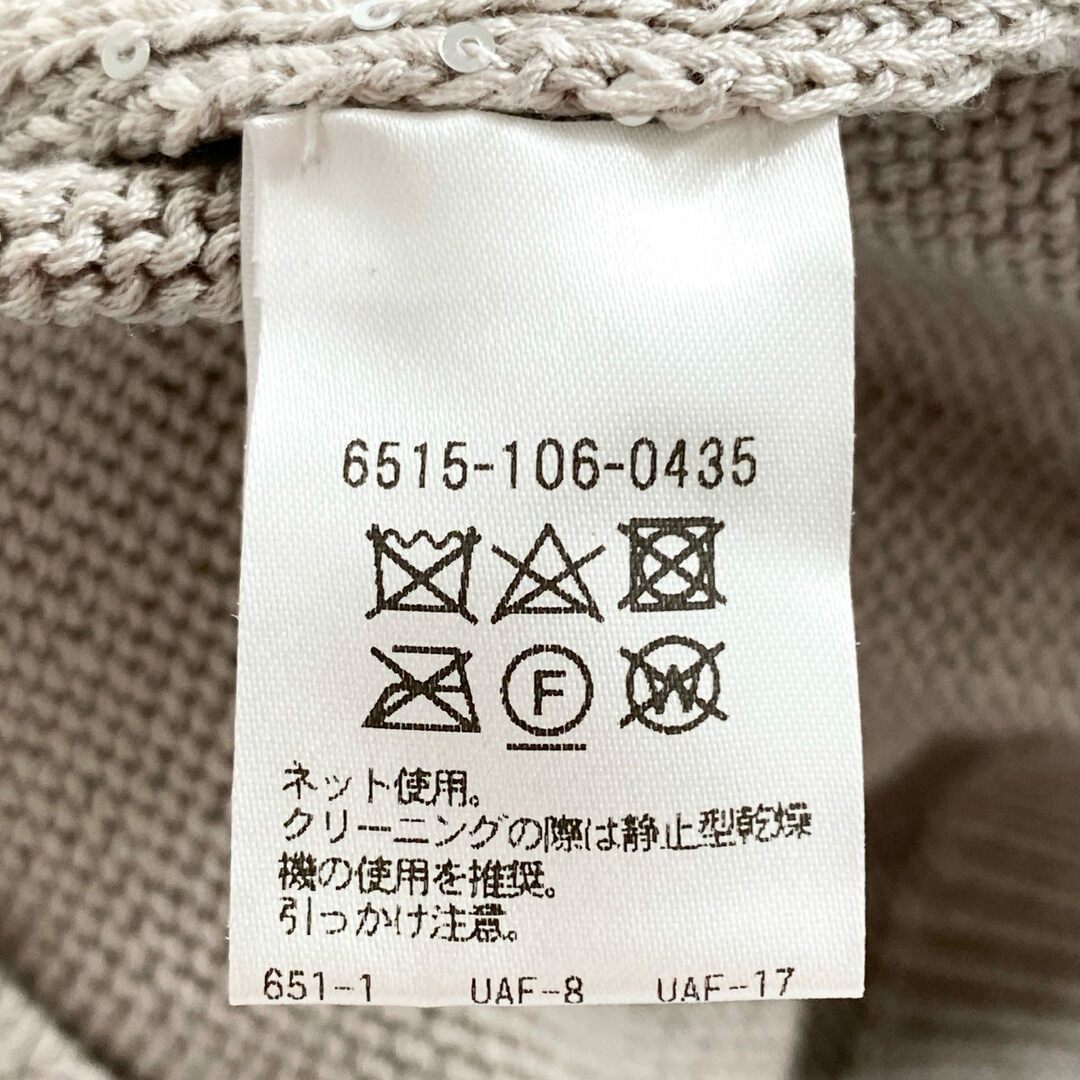 6515-106-0435
F
W
ネット使用。
クリーニングの際は静止型乾燥
機の使用を推奨。
引っかけ注意。
651-1 UAF-8 UAF-17